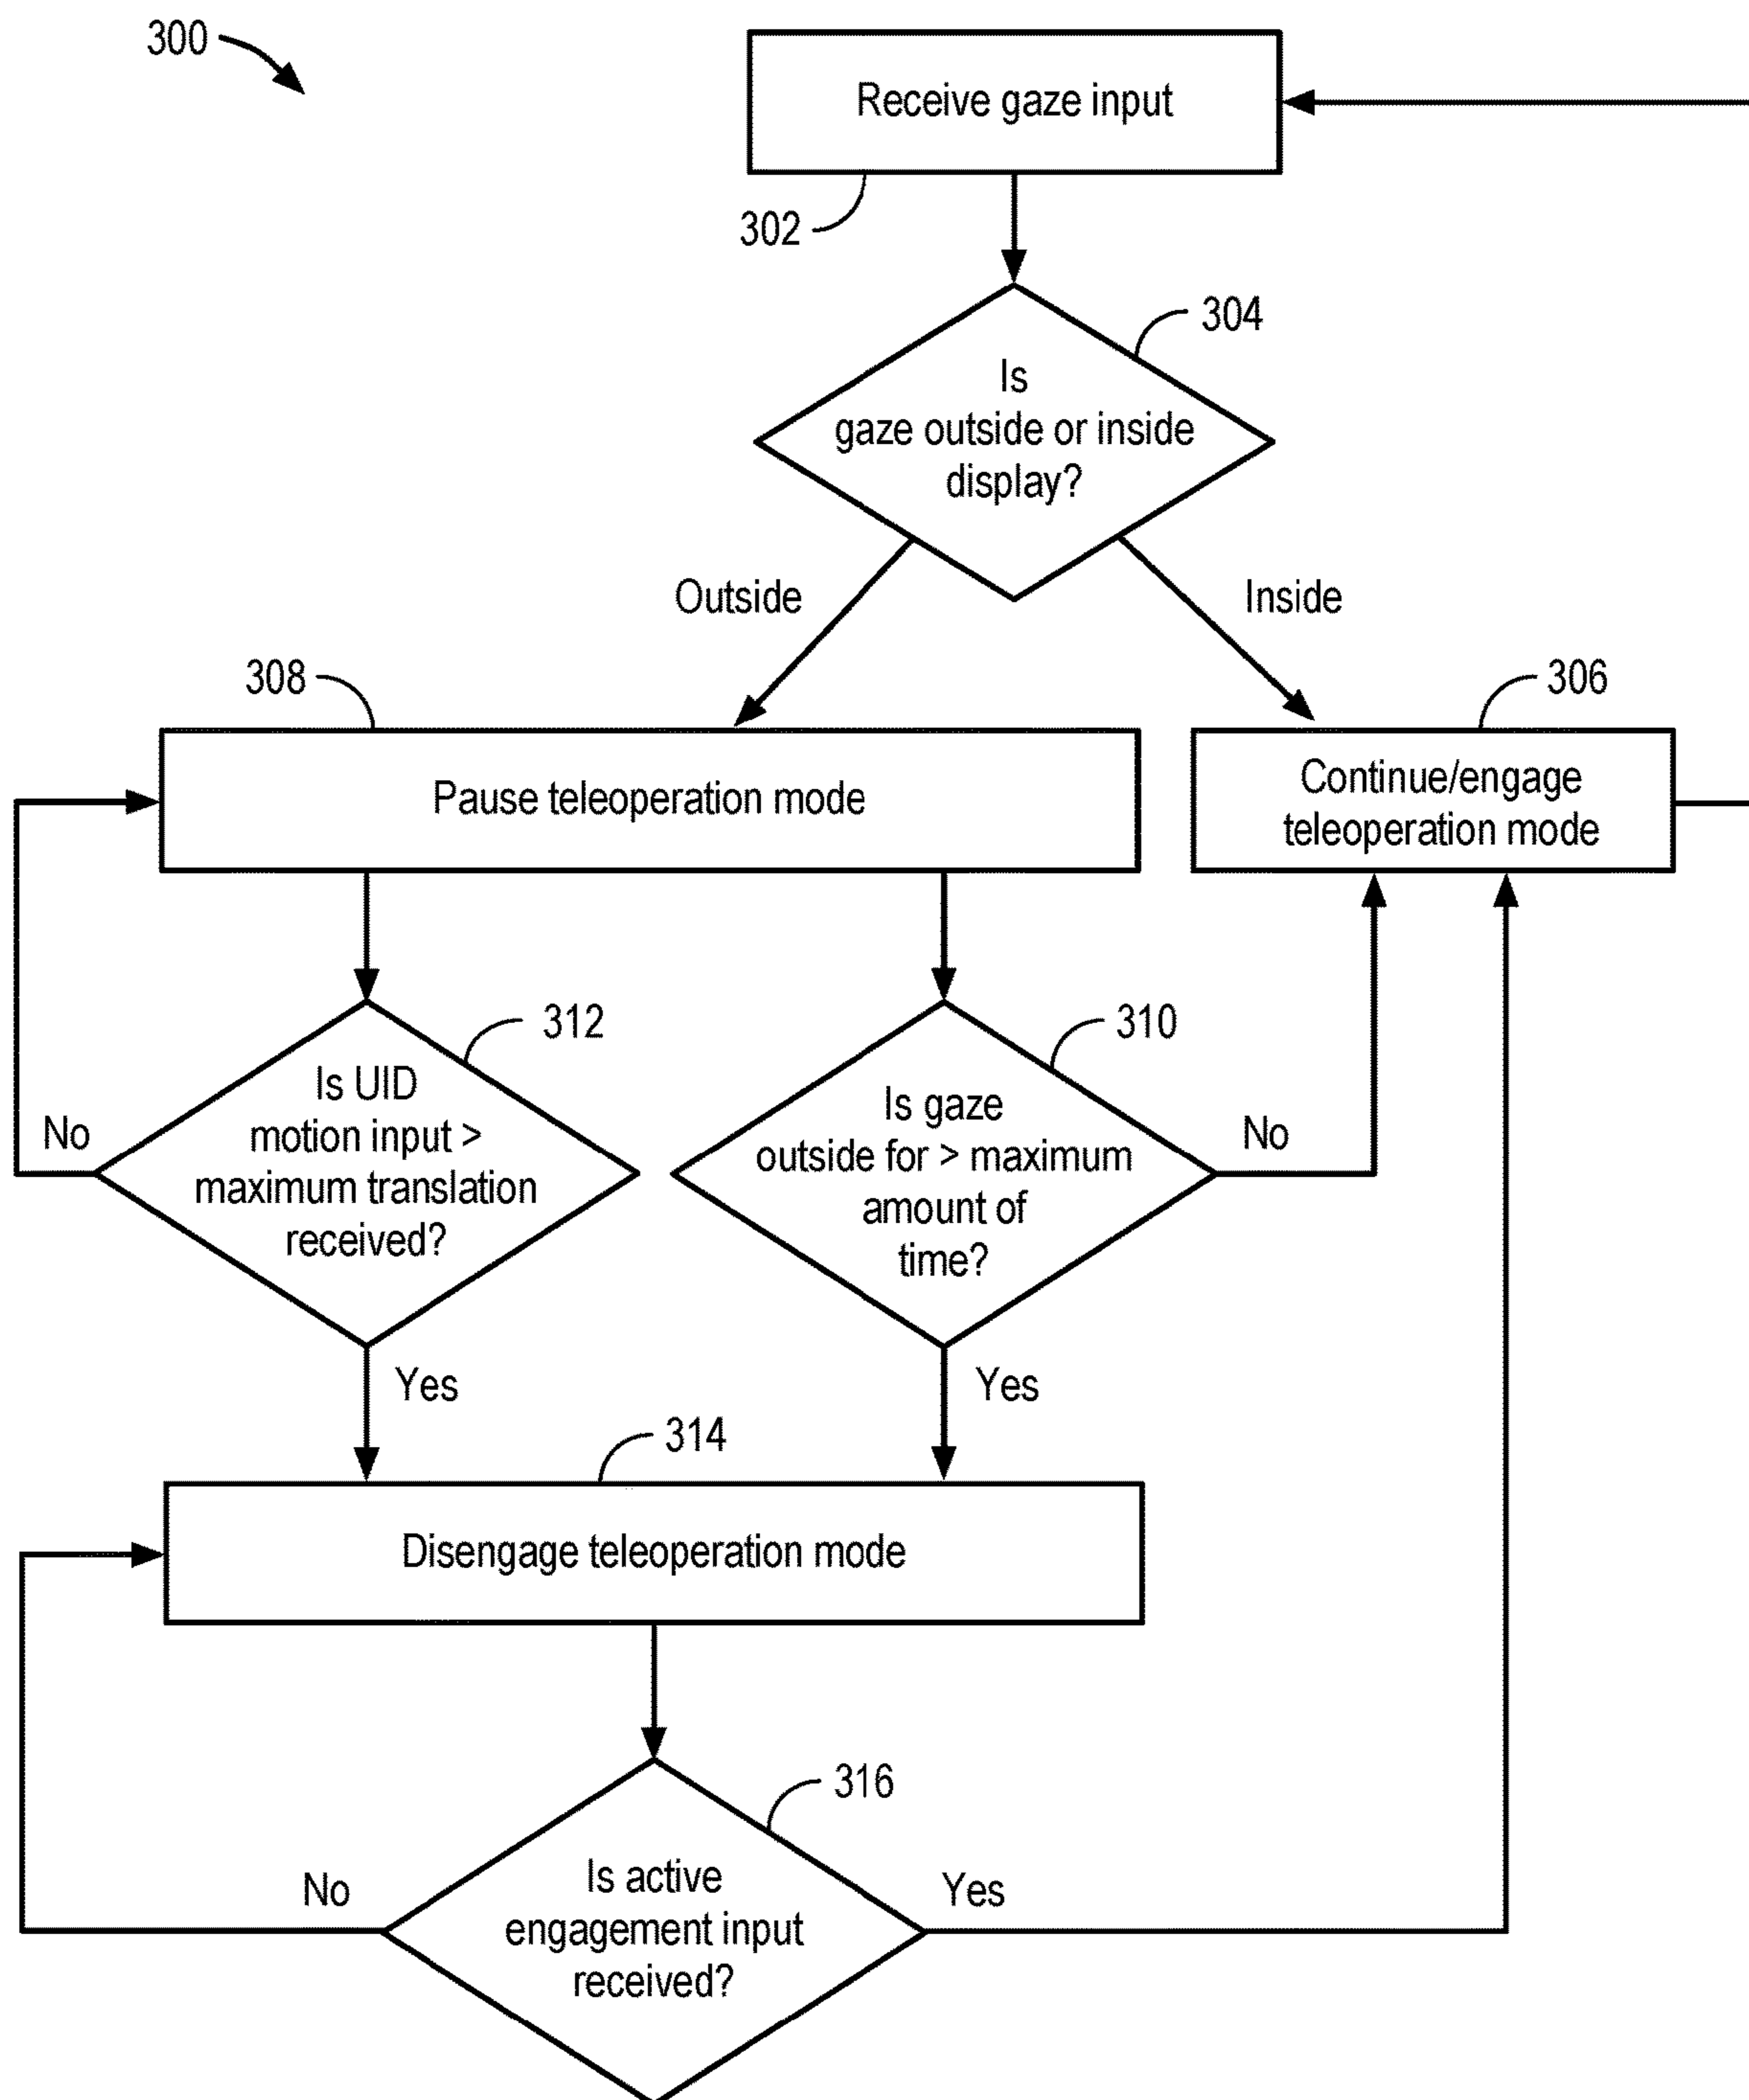 300
Receive gaze input
302
304
Is
gaze outside or inside
display?
Outside
Inside
308
306
Pause teleoperation mode
Continue/engage
teleoperation mode
312
310
Is UID
motion input >
maximum translation
received?
Is gaze
outside for > maximum
amount of
time?
No
No
Yes
Yes
314
Disengage teleoperation mode
316
Is active
engagement input
received?
No
Yes